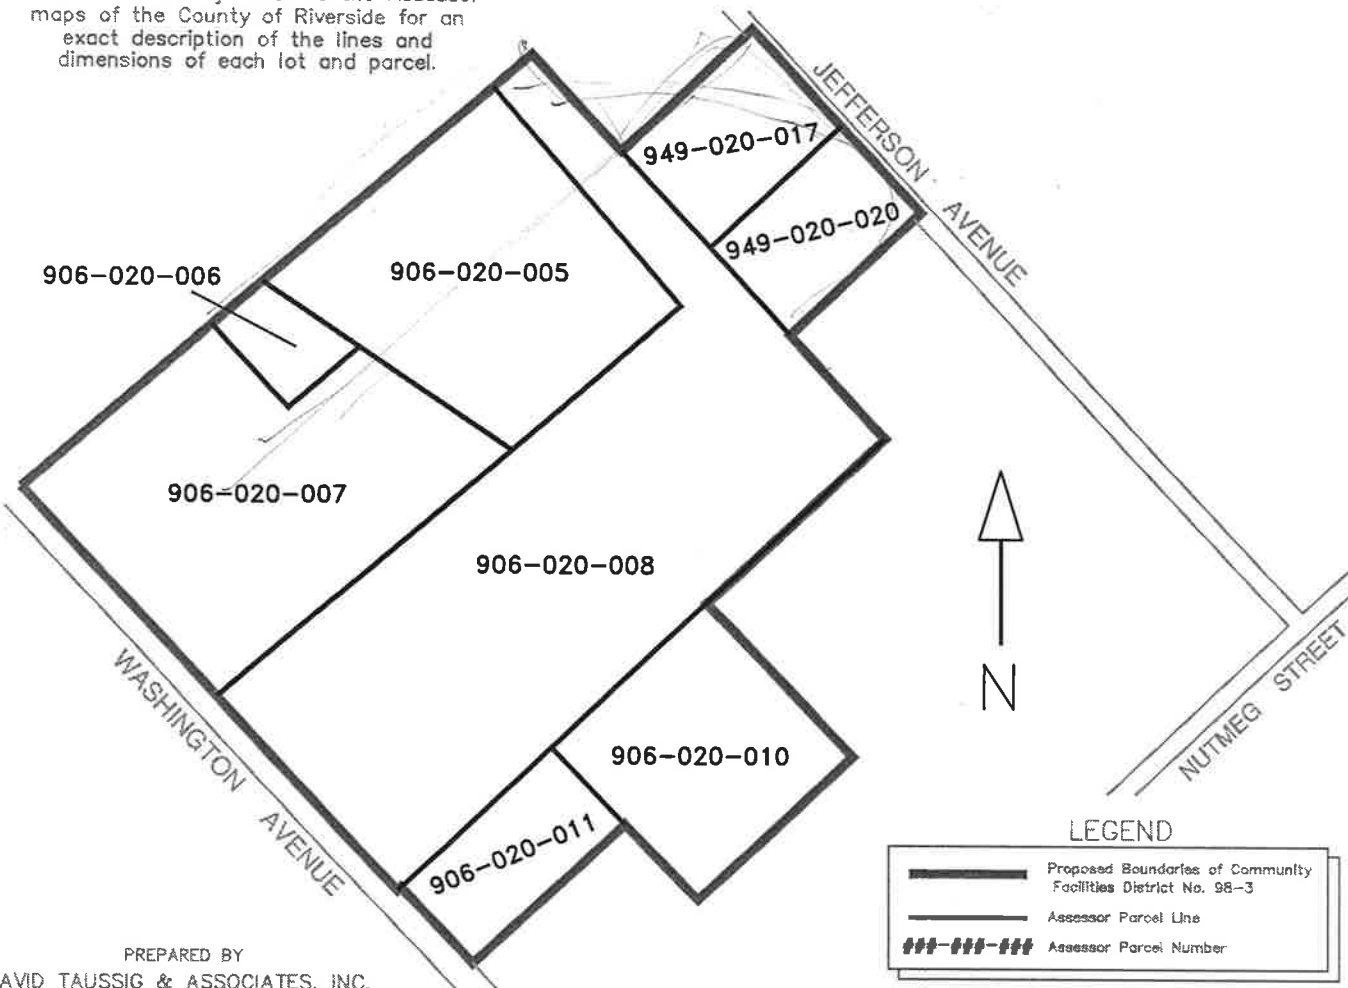 maps of the County of Riverside for an
exact description of the lines and
dimensions of each lot and parcel.
JEFFERSON AVENUE
949-020-017
949-020-020
906-020-006
906-020-005
906-020-007
906-020-008
N
WASHINGTON AVENUE
906-020-010
906-020-011
NUTMEG STREET
LEGEND
Proposed Boundaries of Community
Facilities District No. 98-3
Assessor Parcel Line
###-###-### Assessor Parcel Number
PREPARED BY
AVID TAUSSIG & ASSOCIATES, INC.